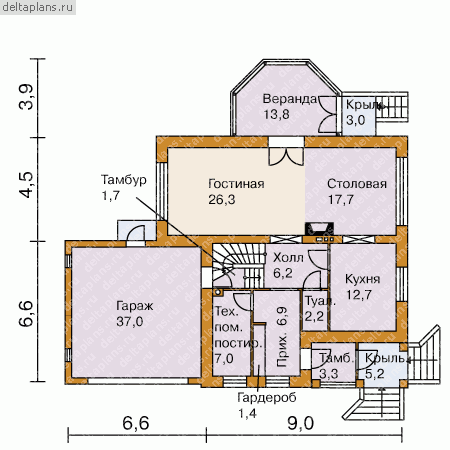 deltaplans.ru
3,9
4,5
6,6
Веранда
13,8
Крыль.
3,0
Тамбур
1,7
Гостиная
26,3
Столовая
17,7
Холл
6,2
Кухня
12,7
Гараж
37,0
Тех.
пом.
постир.
7,0
Прих. 6,9
Туал.
2,2
Тамб.
3,3
Крыль.
5,2
Гардероб
1,4
6,6
9,0